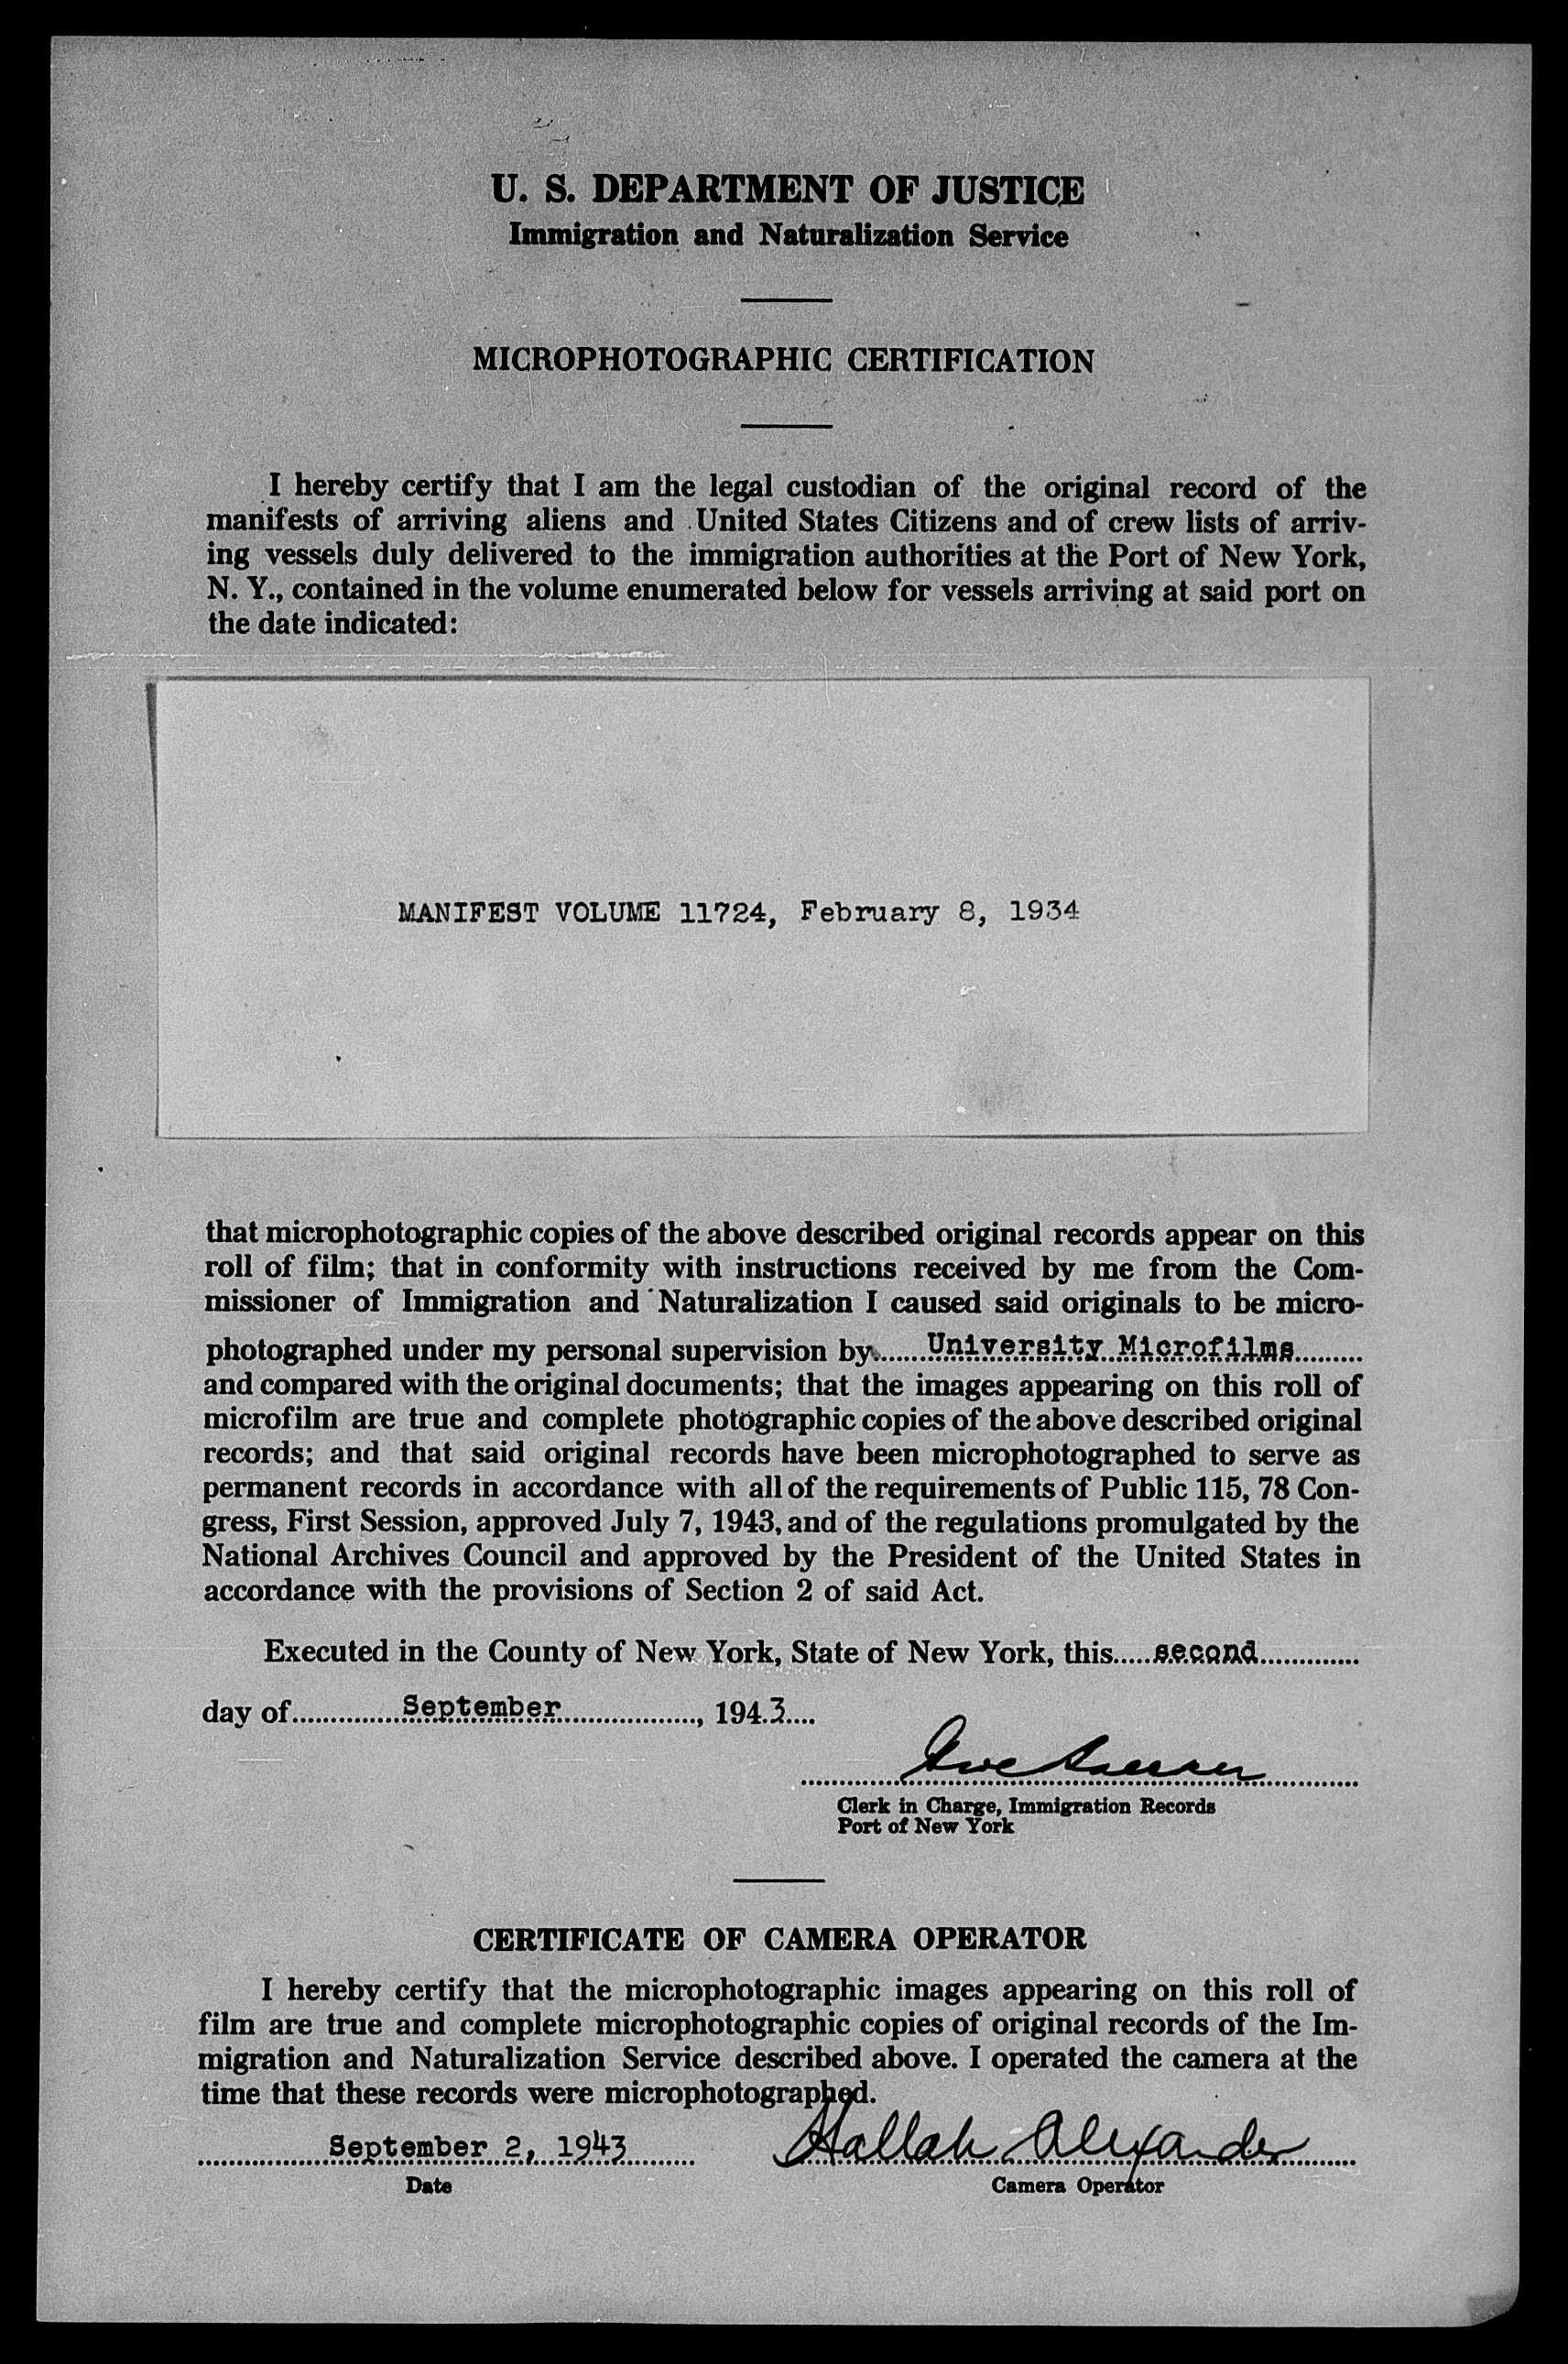 U. S. DEPARTMENT OF JUSTICE
Immigration and Naturalization Service
MICROPHOTOGRAPHIC CERTIFICATION
I hereby certify that I am the legal custodian of the original record of the
manifests of arriving aliens and United States Citizens and of crew lists of arriv-
ing vessels duly delivered to the immigration authorities at the Port of New York,
N. Y., contained in the volume enumerated below for vessels arriving at said port on
the date indicated:
MANIFEST VOLUME 11724, February 8, 1934
that microphotographic copies of the above described original records appear on this
roll of film; that in conformity with instructions received by me from the Com-
missioner of Immigration and Naturalization I caused said originals to be micro-
photographed under my personal supervision by University Microfilms
and compared with the original documents; that the images appearing on this roll of
microfilm are true and complete photographic copies of the above described original
records; and that said original records have been microphotographed to serve as
permanent records in accordance with all of the requirements of Public 115, 78 Con-
gress, First Session, approved July 7, 1943, and of the regulations promulgated by the
National Archives Council and approved by the President of the United States in
accordance with the provisions of Section 2 of said Act.
Executed in the County of New York, State of New York, this second
day of September, 1943
Clerk in Charge, Immigration Records
Port of New York
CERTIFICATE OF CAMERA OPERATOR
I hereby certify that the microphotographic images appearing on this roll of
film are true and complete microphotographic copies of original records of the Im-
migration and Naturalization Service described above. I operated the camera at the
time that these records were microphotographed.
September 2, 1943 Hallah Alexander
Date Camera Operator